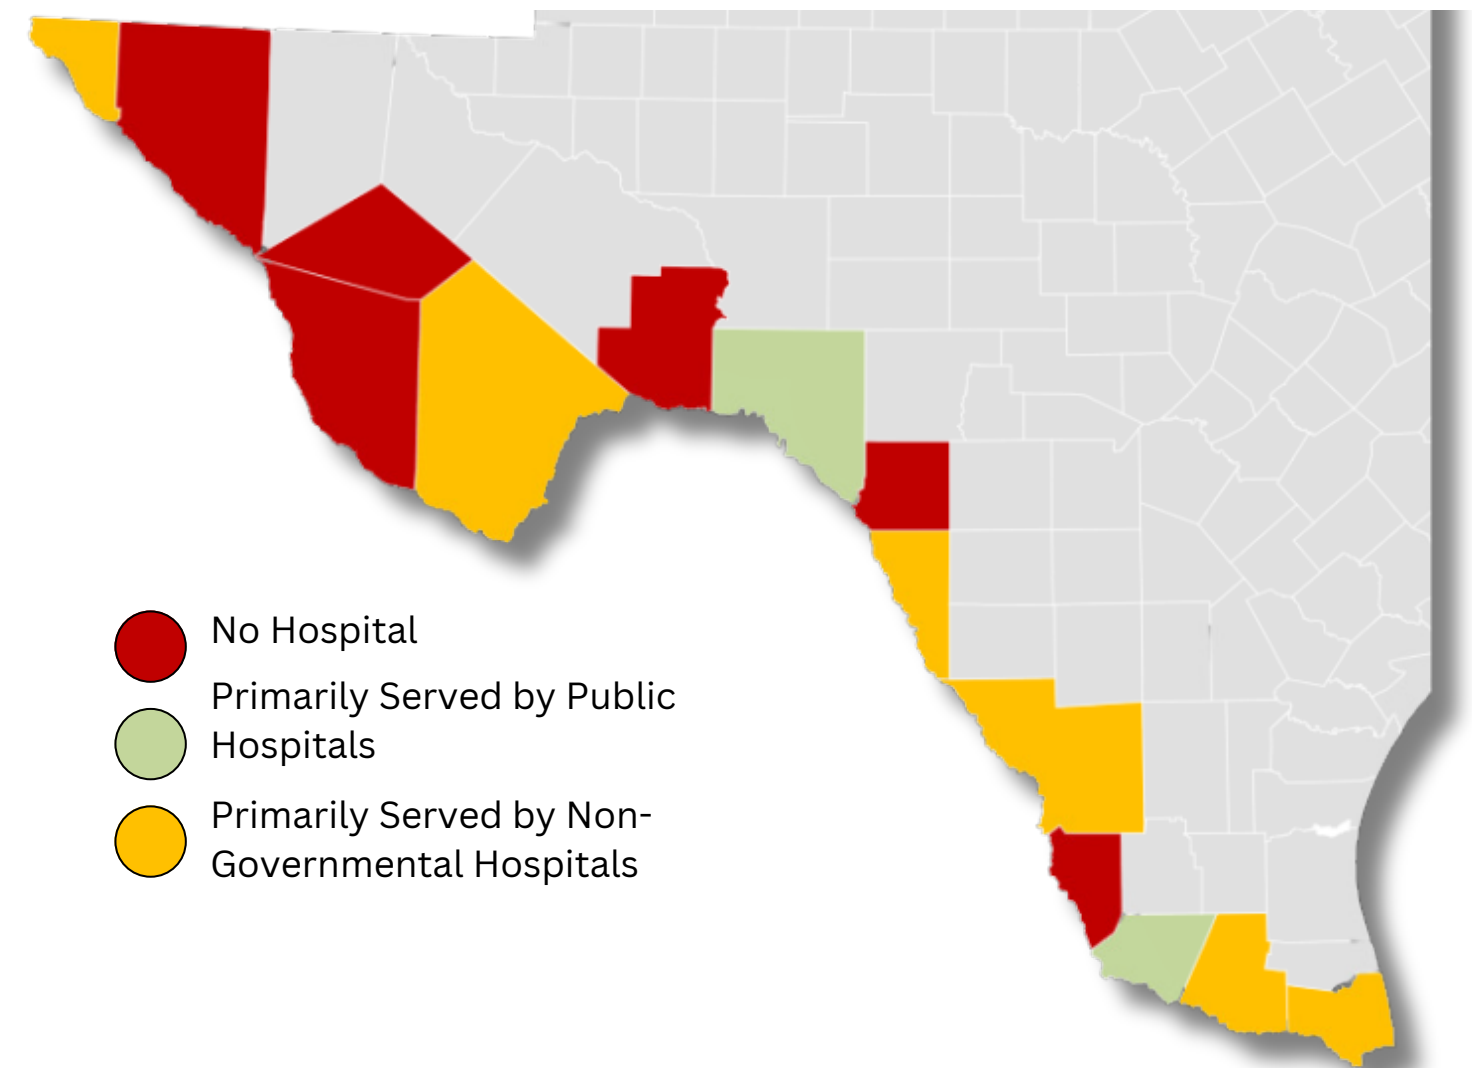 No Hospital
Primarily Served by Public
Hospitals
Primarily Served by Non-
Governmental Hospitals